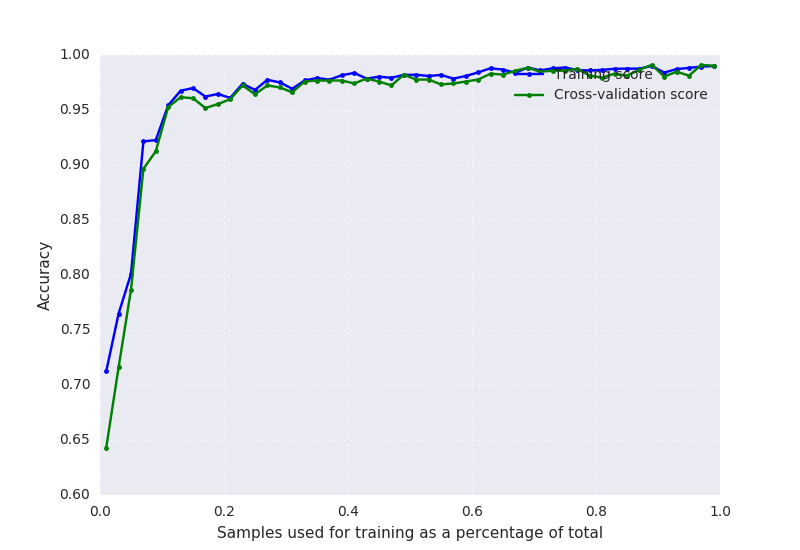 1.00
0.95
0.90
0.85
0.80
0.75
0.70
0.65
0.60
Accuracy
Training score
Cross-validation score
0.0 0.2 0.4 0.6 0.8 1.0
Samples used for training as a percentage of total